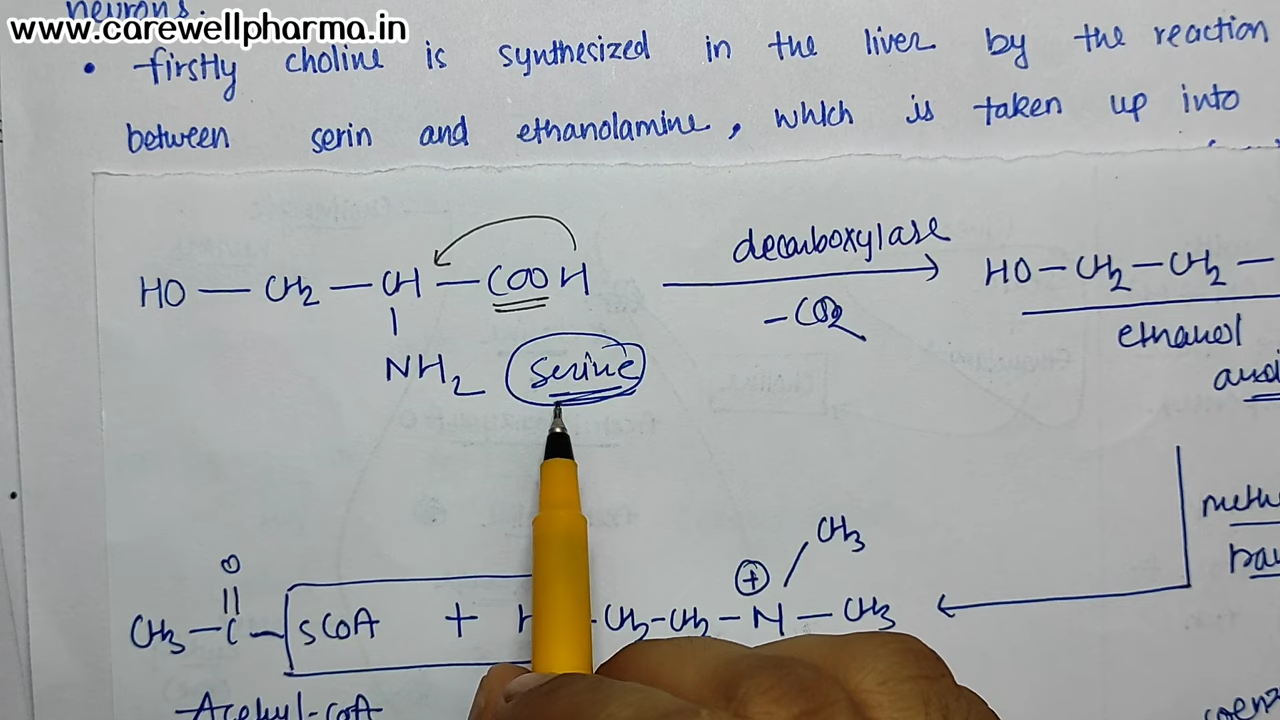 neurons.
www.carewellpharma.in
• firstly choline is synthesized in the liver by the reaction
between serin and ethanolamine, which is taken up into
HO — CH2 — CH — COOH
NH2
serine
decarboxylase
-CO2
HO — CH2 — CH2 —
ethanol
CH3
O
CH3 — C — SCoA + H -CH2-CH2-N — CH3
+
Acetyl-coA